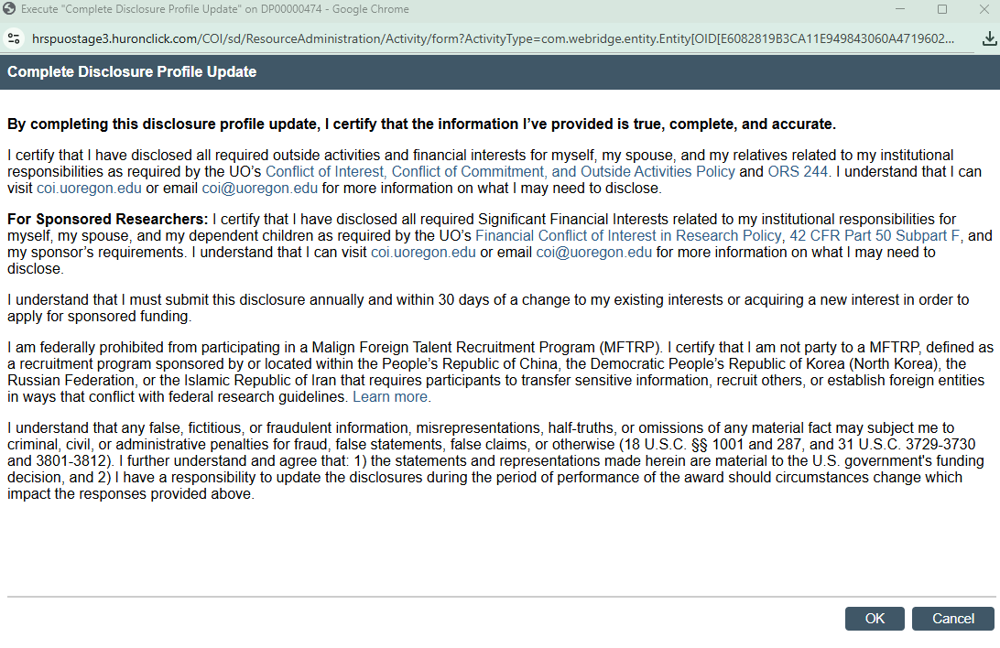 Execute "Complete Disclosure Profile Update" on DP00000474 - Google Chrome
hrspuostage3.huronclick.com/COI/sd/ResourceAdministration/Activity/form?ActivityType=com.webridge.entity.Entity[OID[E6082819B3CA11E949843060A4719602...
Complete Disclosure Profile Update
By completing this disclosure profile update, I certify that the information I’ve provided is true, complete, and accurate.
I certify that I have disclosed all required outside activities and financial interests for myself, my spouse, and my relatives related to my institutional
responsibilities as required by the UO’s Conflict of Interest, Conflict of Commitment, and Outside Activities Policy and ORS 244. I understand that I can
visit coi.uoregon.edu or email coi@uoregon.edu for more information on what I may need to disclose.
For Sponsored Researchers: I certify that I have disclosed all required Significant Financial Interests related to my institutional responsibilities for
myself, my spouse, and my dependent children as required by the UO’s Financial Conflict of Interest in Research Policy, 42 CFR Part 50 Subpart F, and
my sponsor’s requirements. I understand that I can visit coi.uoregon.edu or email coi@uoregon.edu for more information on what I may need to
disclose.
I understand that I must submit this disclosure annually and within 30 days of a change to my existing interests or acquiring a new interest in order to
apply for sponsored funding.
I am federally prohibited from participating in a Malign Foreign Talent Recruitment Program (MFTRP). I certify that I am not party to a MFTRP, defined as
a recruitment program sponsored by or located within the People’s Republic of China, the Democratic People’s Republic of Korea (North Korea), the
Russian Federation, or the Islamic Republic of Iran that requires participants to transfer sensitive information, recruit others, or establish foreign entities
in ways that conflict with federal research guidelines. Learn more.
I understand that any false, fictitious, or fraudulent information, misrepresentations, half-truths, or omissions of any material fact may subject me to
criminal, civil, or administrative penalties for fraud, false statements, false claims, or otherwise (18 U.S.C. §§ 1001 and 287, and 31 U.S.C. 3729-3730
and 3801-3812). I further understand and agree that: 1) the statements and representations made herein are material to the U.S. government's funding
decision, and 2) I have a responsibility to update the disclosures during the period of performance of the award should circumstances change which
impact the responses provided above.
OK
Cancel